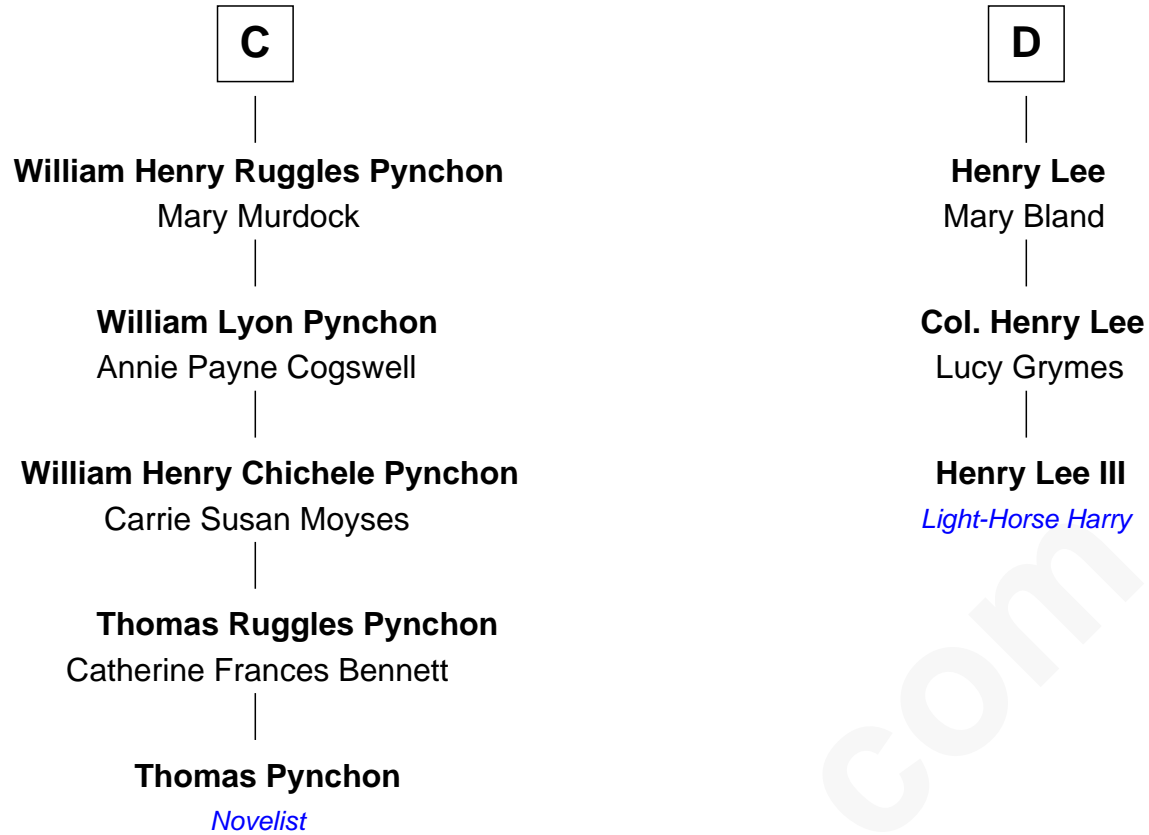 C
William Henry Ruggles Pynchon
Mary Murdock
William Lyon Pynchon
Annie Payne Cogswell
William Henry Chichele Pynchon
Carrie Susan Moyses
Thomas Ruggles Pynchon
Catherine Frances Bennett
Thomas Pynchon
Novelist
D
Henry Lee
Mary Bland
Col. Henry Lee
Lucy Grymes
Henry Lee III
Light-Horse Harry
com